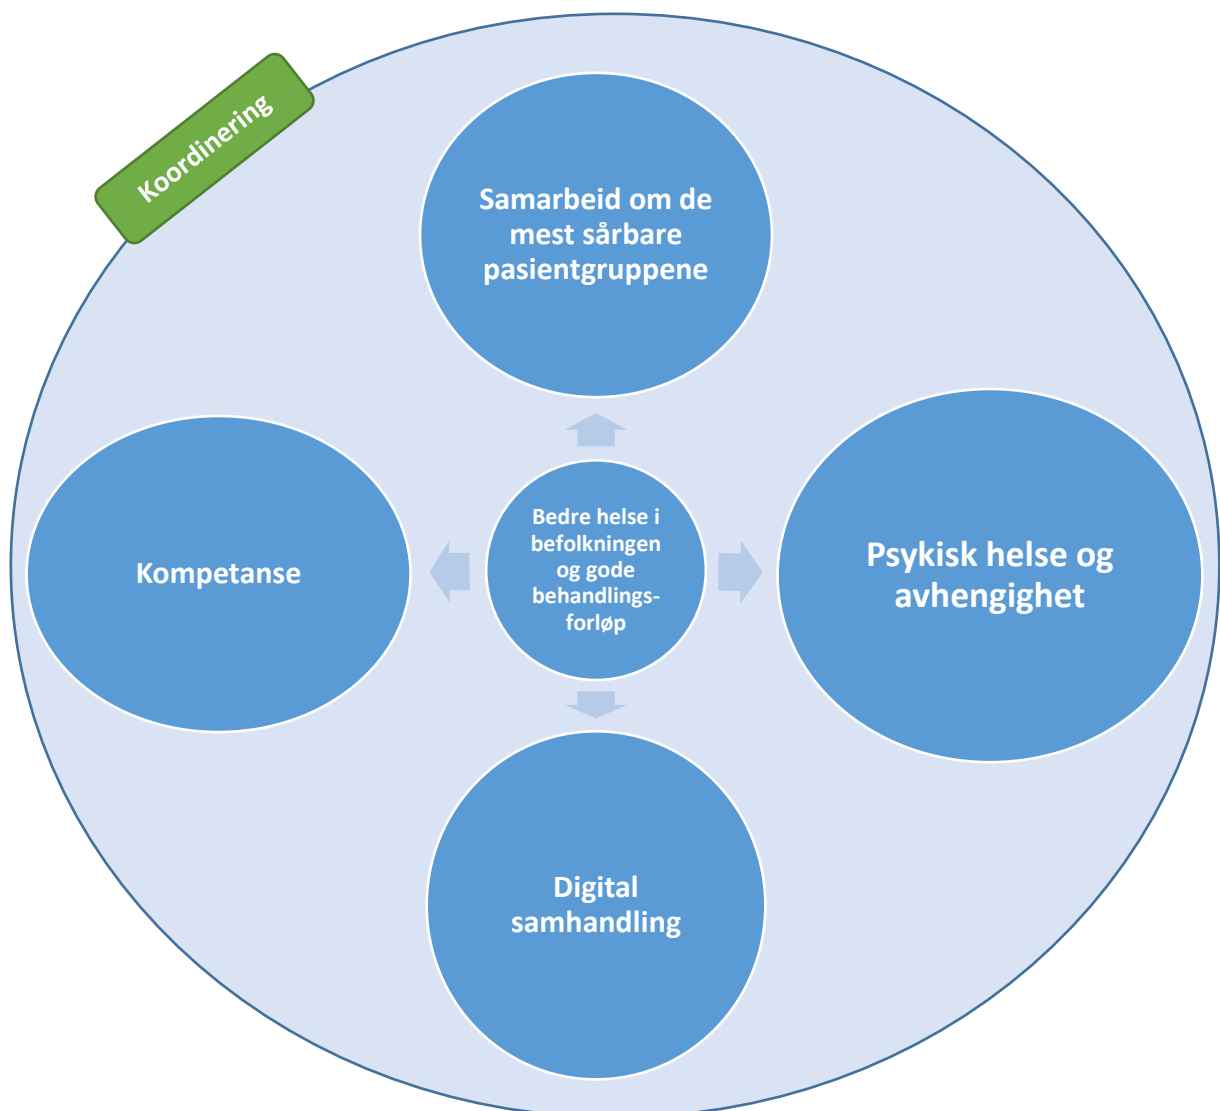 Koordinering
Samarbeid om de
mest sårbare
pasientgruppene
Kompetanse
Bedre helse i
befolkningen
og gode
behandlings-
forløp
Psykisk helse og
avhengighet
Digital
samhandling